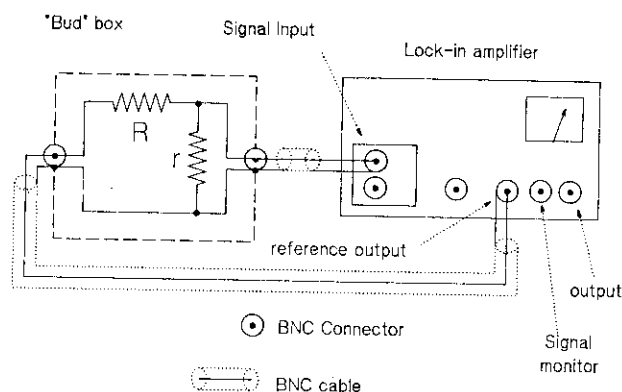 "Bud" box
Signal Input
Lock-in amplifier
R
r
reference output
output
Signal
monitor
BNC Connector
BNC cable